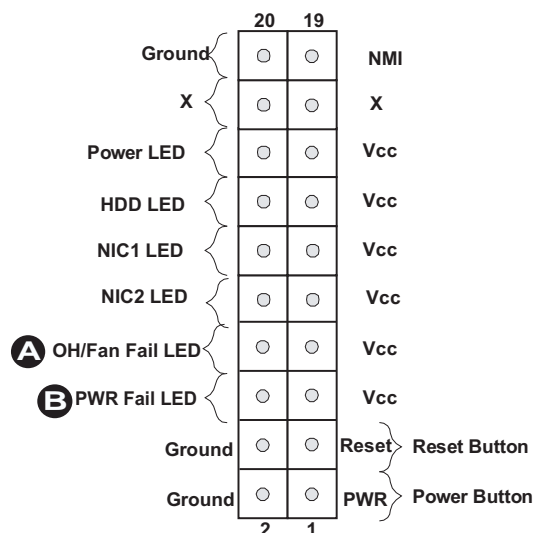 20 19
Ground NMI
X X
Power LED Vcc
HDD LED Vcc
NIC1 LED Vcc
NIC2 LED Vcc
A OH/Fan Fail LED Vcc
B PWR Fail LED Vcc
Ground Reset Reset Button
Ground PWR Power Button
2 1